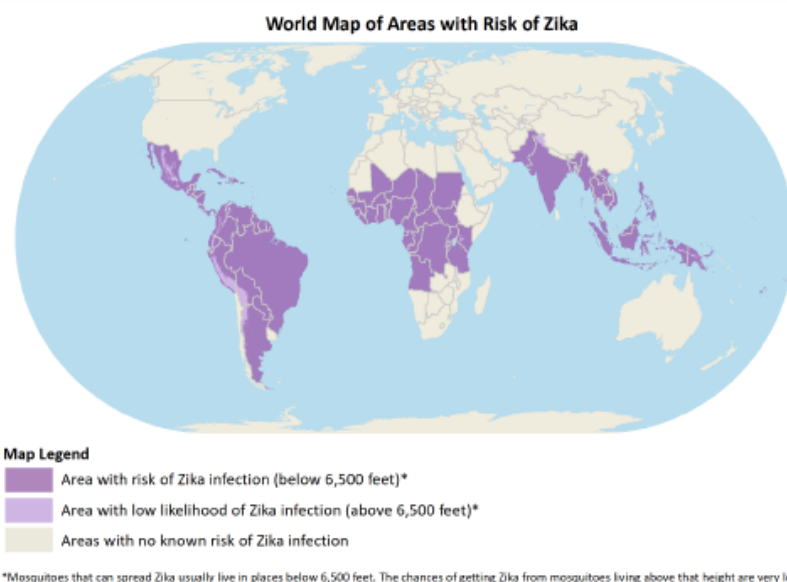 World Map of Areas with Risk of Zika
Map Legend
Area with risk of Zika infection (below 6,500 feet)*
Area with low likelihood of Zika infection (above 6,500 feet)*
Areas with no known risk of Zika infection
*Mosquitoes that can spread Zika usually live in places below 6,500 feet. The chances of getting Zika from mosquitoes living above that height are very